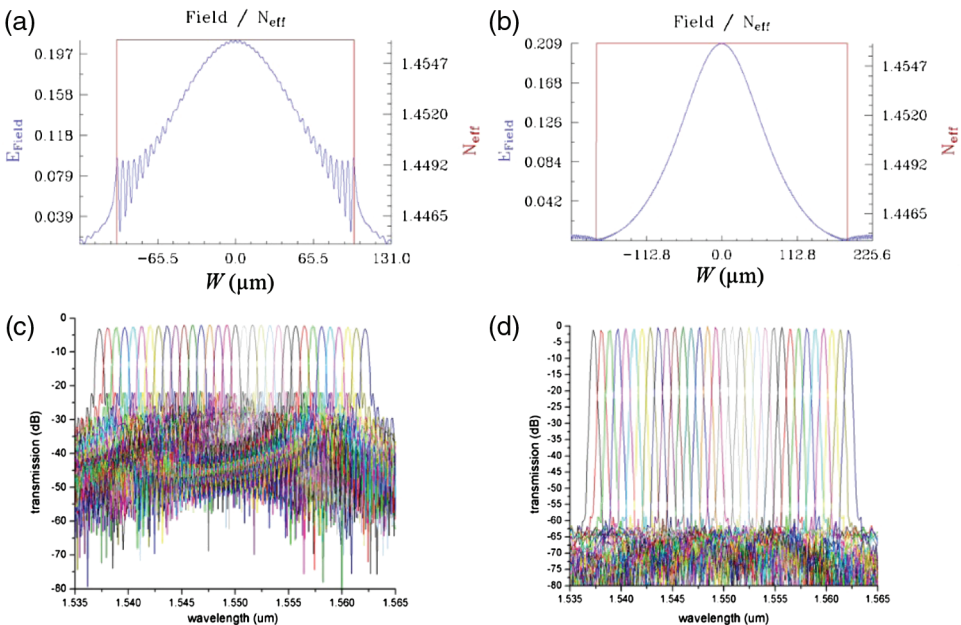 (a)
Field / Neff
0.197
0.158
0.118
0.079
0.039
EField
1.4547
1.4520
1.4492
1.4465
Neff
−65.5 0.0 65.5 131.0
W (μm)
(b)
Field / Neff
0.209
0.168
0.126
0.084
0.042
EField
1.4547
1.4520
1.4492
1.4465
Neff
−112.8 0.0 112.8 225.6
W (μm)
(c)
0
-10
-20
-30
-40
-50
-60
-70
-80
transmission (dB)
1.535 1.540 1.545 1.550 1.555 1.560 1.565
wavelength (um)
(d)
0
-5
-10
-15
-20
-25
-30
-35
-40
-45
-50
-55
-60
-65
-70
-75
-80
transmission (dB)
1.535 1.540 1.545 1.550 1.555 1.560 1.565
wavelength (um)